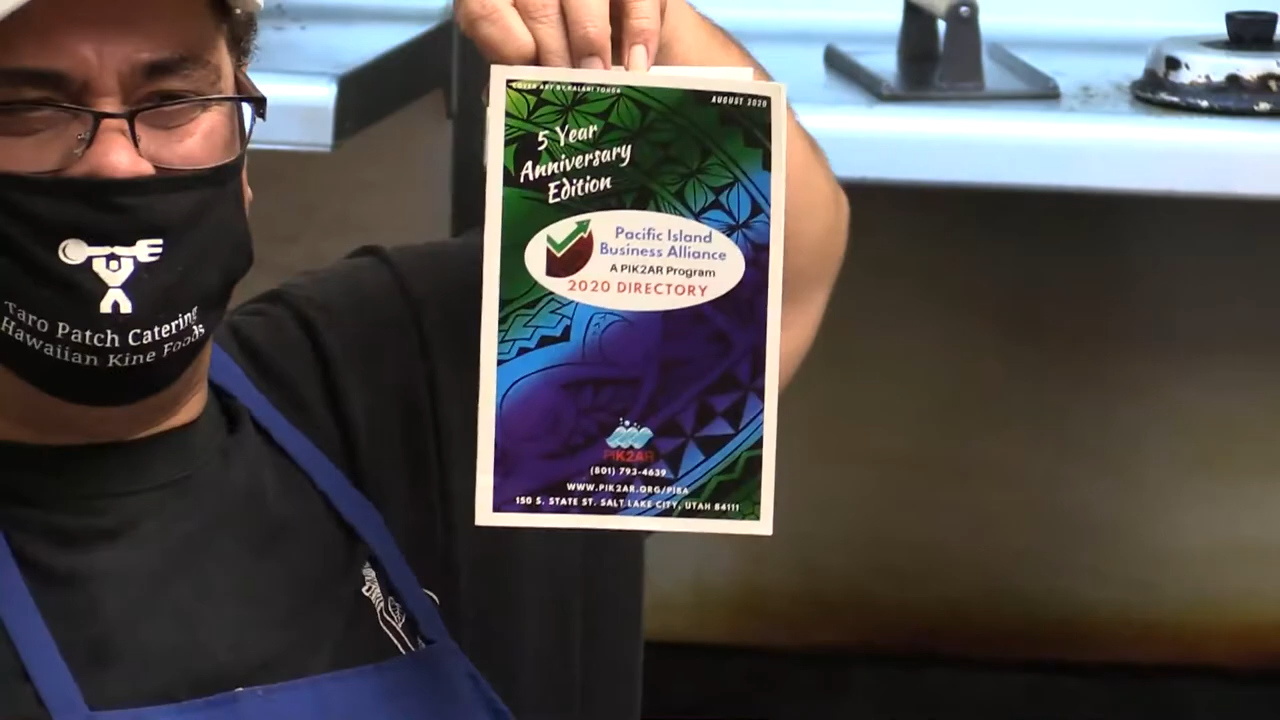 COVER ART BY KALANI TONGA
AUGUST 2020
5 Year
Anniversary
Edition
Pacific Island
Business Alliance
A PIK2AR Program
2020 DIRECTORY
PIK2AR
(801) 793-4639
WWW.PIK2AR.ORG/PIBA
150 S. STATE ST. SALT LAKE CITY, UTAH 84111
Taro Patch Catering
Hawaiian Kine Foods